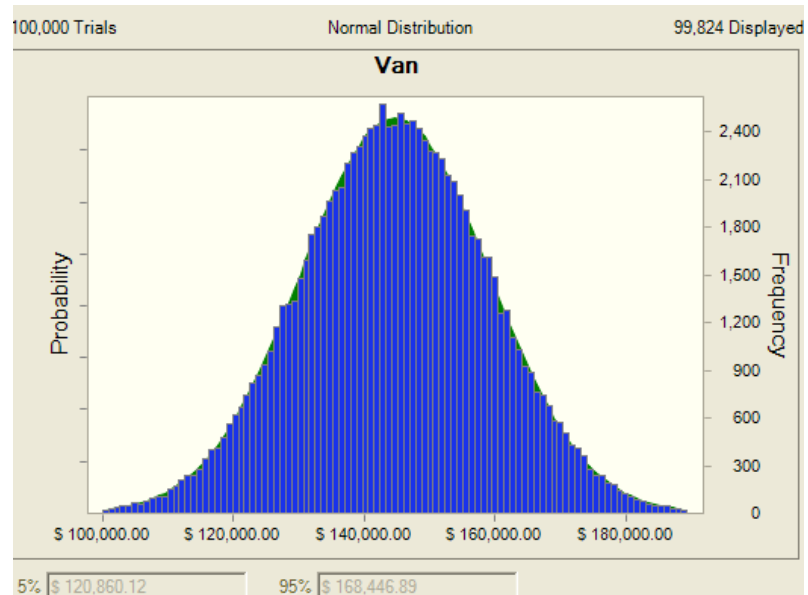 100,000 Trials Normal Distribution 99,824 Displayed
Van
Probability
2,400
2,100
1,800
1,500
1,200
900
600
300
0
Frequency
$ 100,000.00 $ 120,000.00 $ 140,000.00 $ 160,000.00 $ 180,000.00
5% $ 120,860.12 95% $ 168,446.89